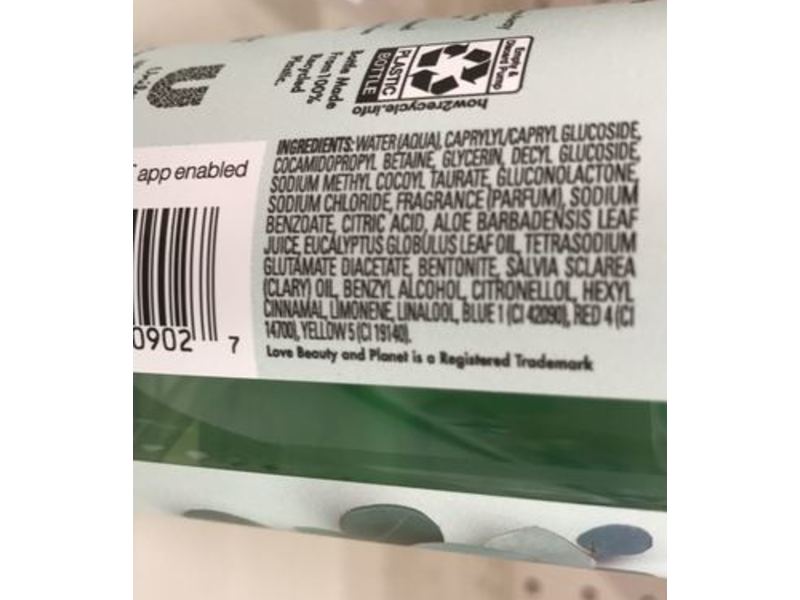 Empty &
Discard Pump
PLASTIC
BOTTLE
how2recycle.info
Bottle Made
From 100%
Recycled
Plastic.
app enabled
0902 7
INGREDIENTS: WATER (AQUA), CAPRYLYL/CAPRYL GLUCOSIDE,
COCAMIDOPROPYL BETAINE, GLYCERIN, DECYL GLUCOSIDE,
SODIUM METHYL COCOYL TAURATE, GLUCONOLACTONE,
SODIUM CHLORIDE, FRAGRANCE (PARFUM), SODIUM
BENZOATE, CITRIC ACID, ALOE BARBADENSIS LEAF
JUICE, EUCALYPTUS GLOBULUS LEAF OIL, TETRASODIUM
GLUTAMATE DIACETATE, BENTONITE, SALVIA SCLAREA
(CLARY) OIL, BENZYL ALCOHOL, CITRONELLOL, HEXYL
CINNAMAL, LIMONENE, LINALOOL, BLUE 1 (CI 42090), RED 4 (CI
14700), YELLOW 5 (CI 19140).
Love Beauty and Planet is a Registered Trademark